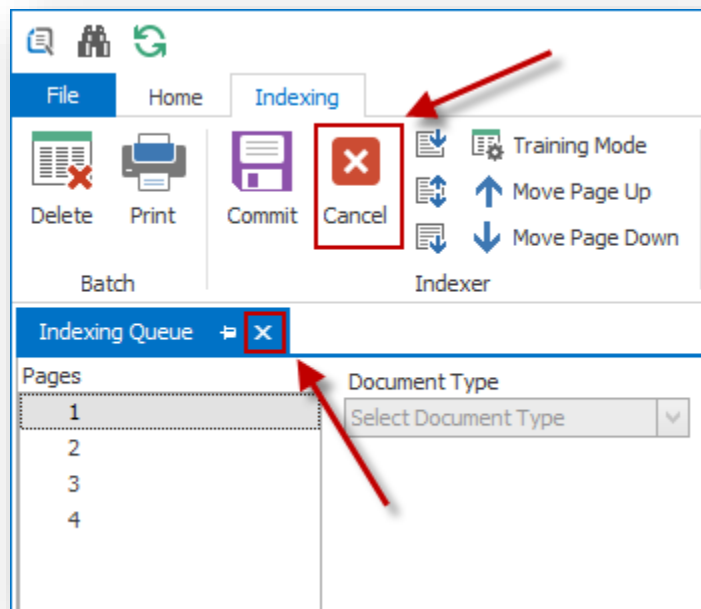 File Home Indexing
Delete Print Commit Cancel
Training Mode
Move Page Up
Move Page Down
Batch Indexer
Indexing Queue
Pages
1
2
3
4
Document Type
Select Document Type